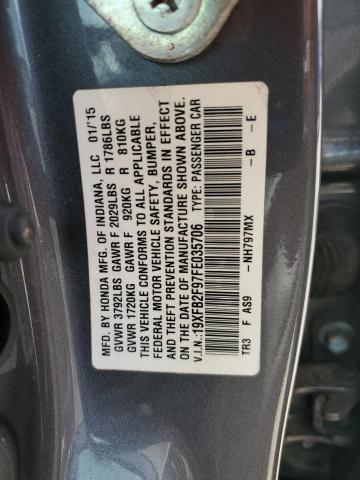 MFD. BY HONDA MFG. OF INDIANA, LLC 01/'15
GVWR 3792LBS GAWR F 2029LBS R 1786LBS
GVWR 1720KG GAWR F 920KG R 810KG
THIS VEHICLE CONFORMS TO ALL APPLICABLE
FEDERAL MOTOR VEHICLE SAFETY, BUMPER,
AND THEFT PREVENTION STANDARDS IN EFFECT
ON THE DATE OF MANUFACTURE SHOWN ABOVE.
V.I.N.:19XFB2F97FE035706 TYPE: PASSENGER CAR
TR3 F AS9 -NH797MX -B -E